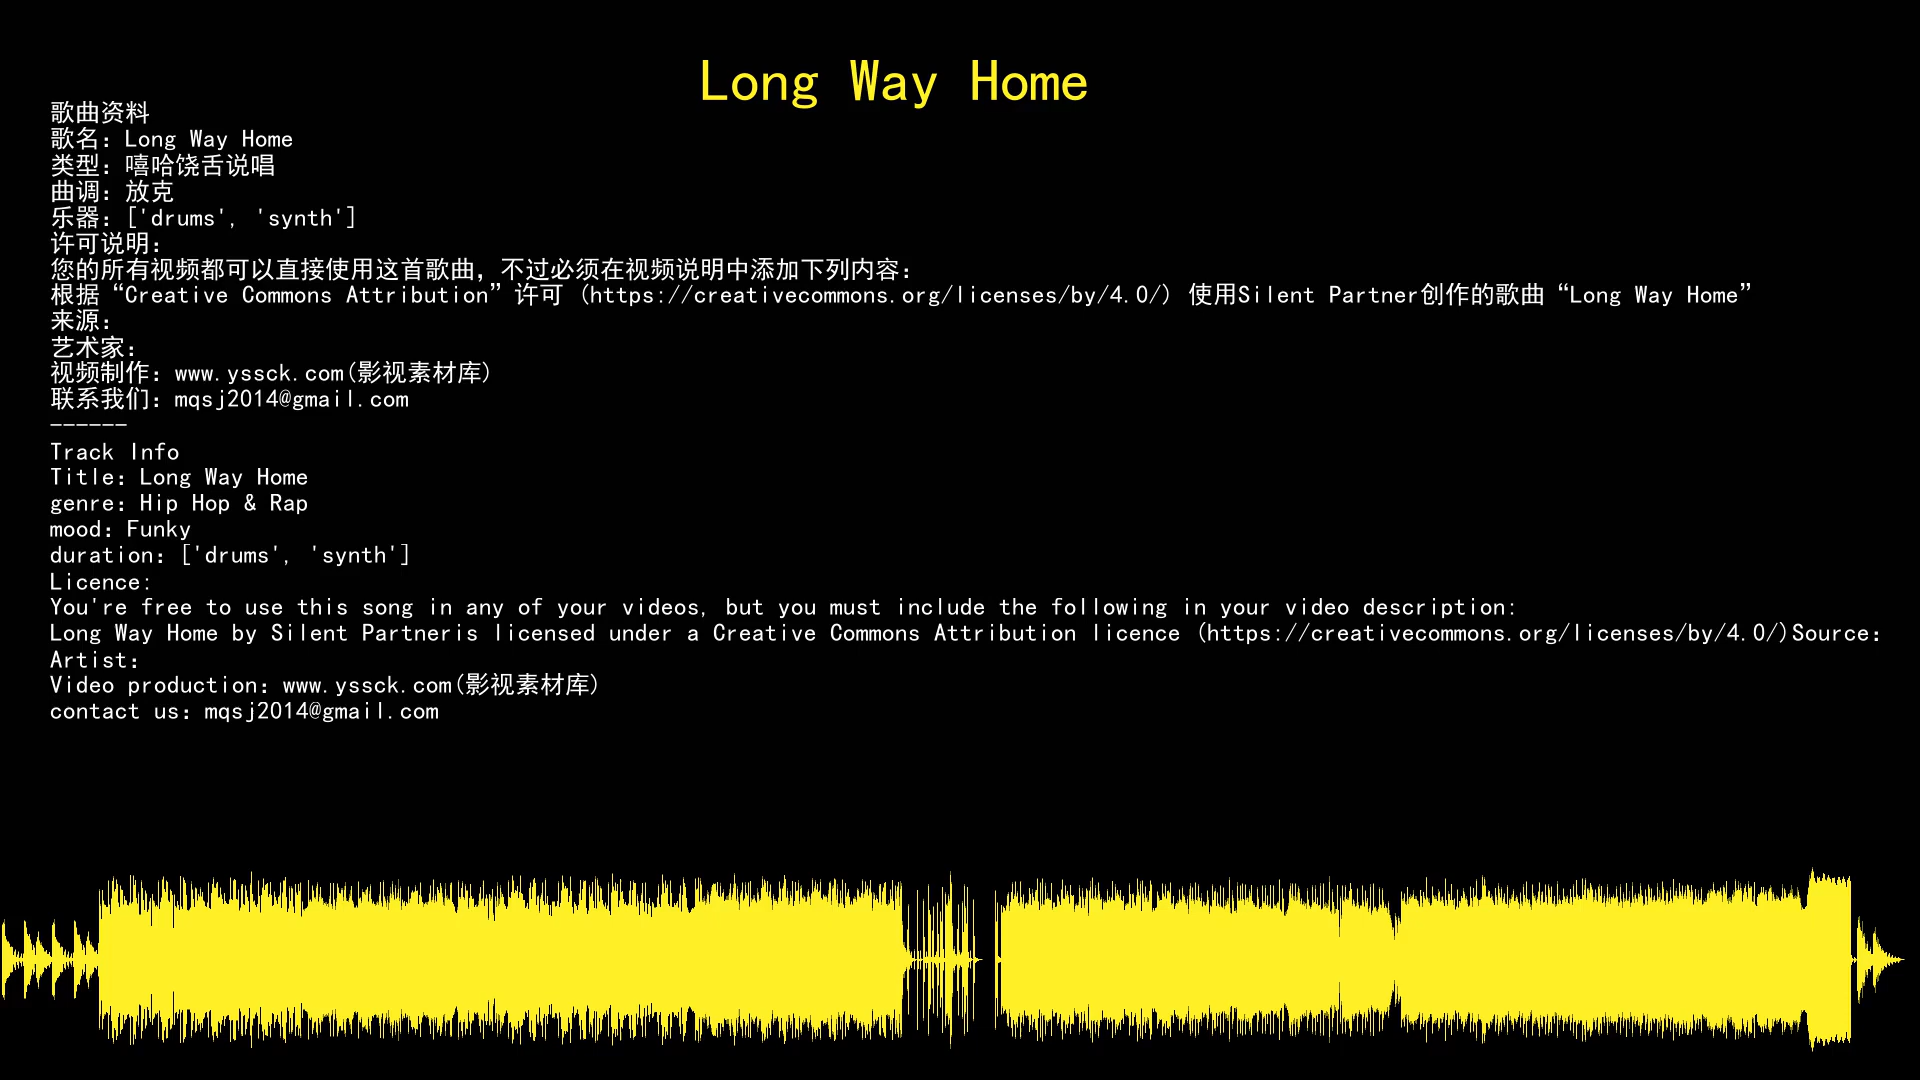 Long Way Home
歌曲资料
歌名：Long Way Home
类型：嘻哈饶舌说唱
曲调：放克
乐器：['drums', 'synth']
许可说明：
您的所有视频都可以直接使用这首歌曲，不过必须在视频说明中添加下列内容：
根据“Creative Commons Attribution”许可 (https://creativecommons.org/licenses/by/4.0/) 使用Silent Partner创作的歌曲“Long Way Home”
来源：
艺术家：
视频制作：www.yssck.com(影视素材库)
联系我们：mqsj2014@gmail.com
------
Track Info
Title：Long Way Home
genre：Hip Hop & Rap
mood：Funky
duration：['drums', 'synth']
Licence:
You're free to use this song in any of your videos, but you must include the following in your video description:
Long Way Home by Silent Partneris licensed under a Creative Commons Attribution licence (https://creativecommons.org/licenses/by/4.0/)Source：
Artist：
Video production：www.yssck.com(影视素材库)
contact us：mqsj2014@gmail.com